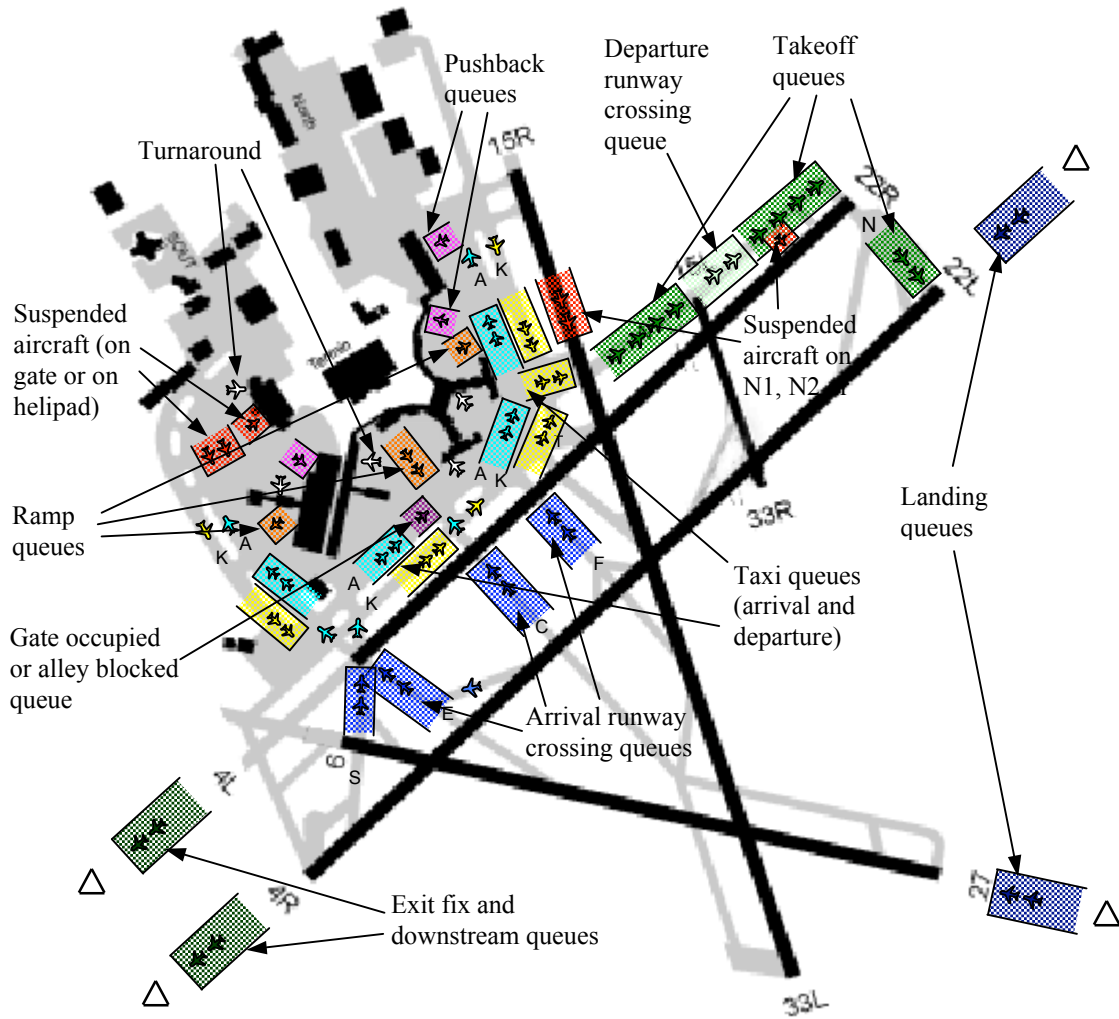 Pushback
queues
Departure
runway
crossing
queue
Takeoff
queues
Turnaround
North
15R
22R
N
22L
A
K
Suspended
aircraft (on
gate or on
helipad)
Suspended
aircraft on
N1, N2,
A
K
33R
Landing
queues
Ramp
queues
K
A
A
K
F
C
Taxi queues
(arrival and
departure)
Gate occupied
or alley blocked
queue
E
Arrival runway
crossing queues
6
S
4L
4R
Exit fix and
downstream queues
27
33L